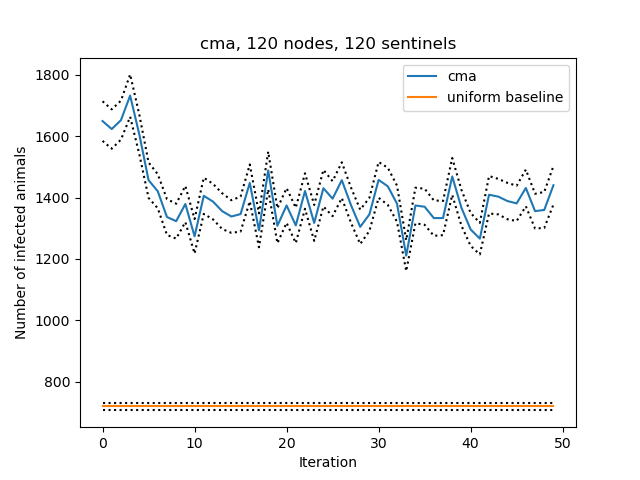 cma, 120 nodes, 120 sentinels
cma
uniform baseline
1800
1600
1400
1200
1000
800
Number of infected animals
0 10 20 30 40 50
Iteration